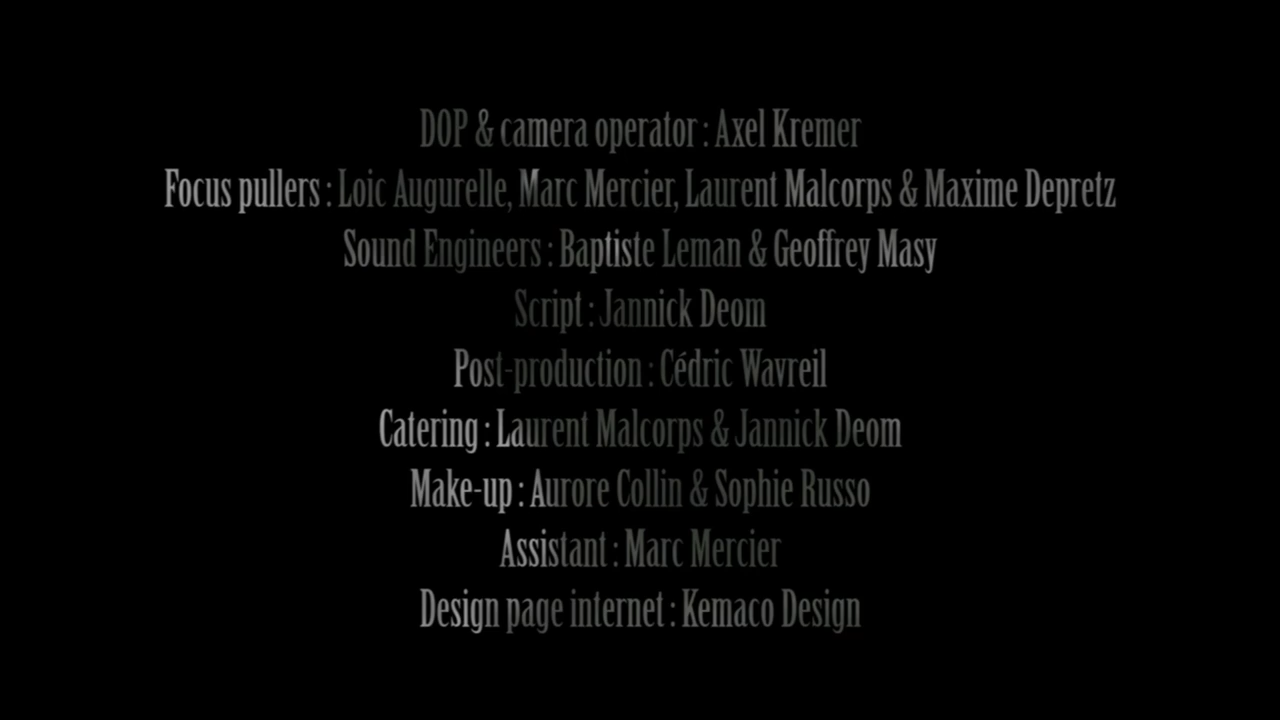 DOP & camera operator : Axel Kremer
Focus pullers : Loic Augurelle, Marc Mercier, Laurent Malcorps & Maxime Depretz
Sound Engineers : Baptiste Leman & Geoffrey Masy
Script : Jannick Deom
Post-production : Cédric Wavreil
Catering : Laurent Malcorps & Jannick Deom
Make-up : Aurore Collin & Sophie Russo
Assistant : Marc Mercier
Design page internet : Kemaco Design